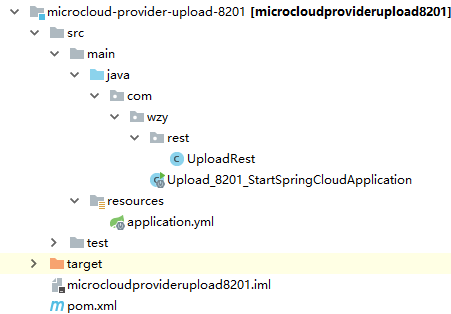 microcloud-provider-upload-8201 [microcloudproviderupload8201]
src
main
java
com
wzy
rest
UploadRest
Upload_8201_StartSpringCloudApplication
resources
application.yml
test
target
microcloudproviderupload8201.iml
pom.xml